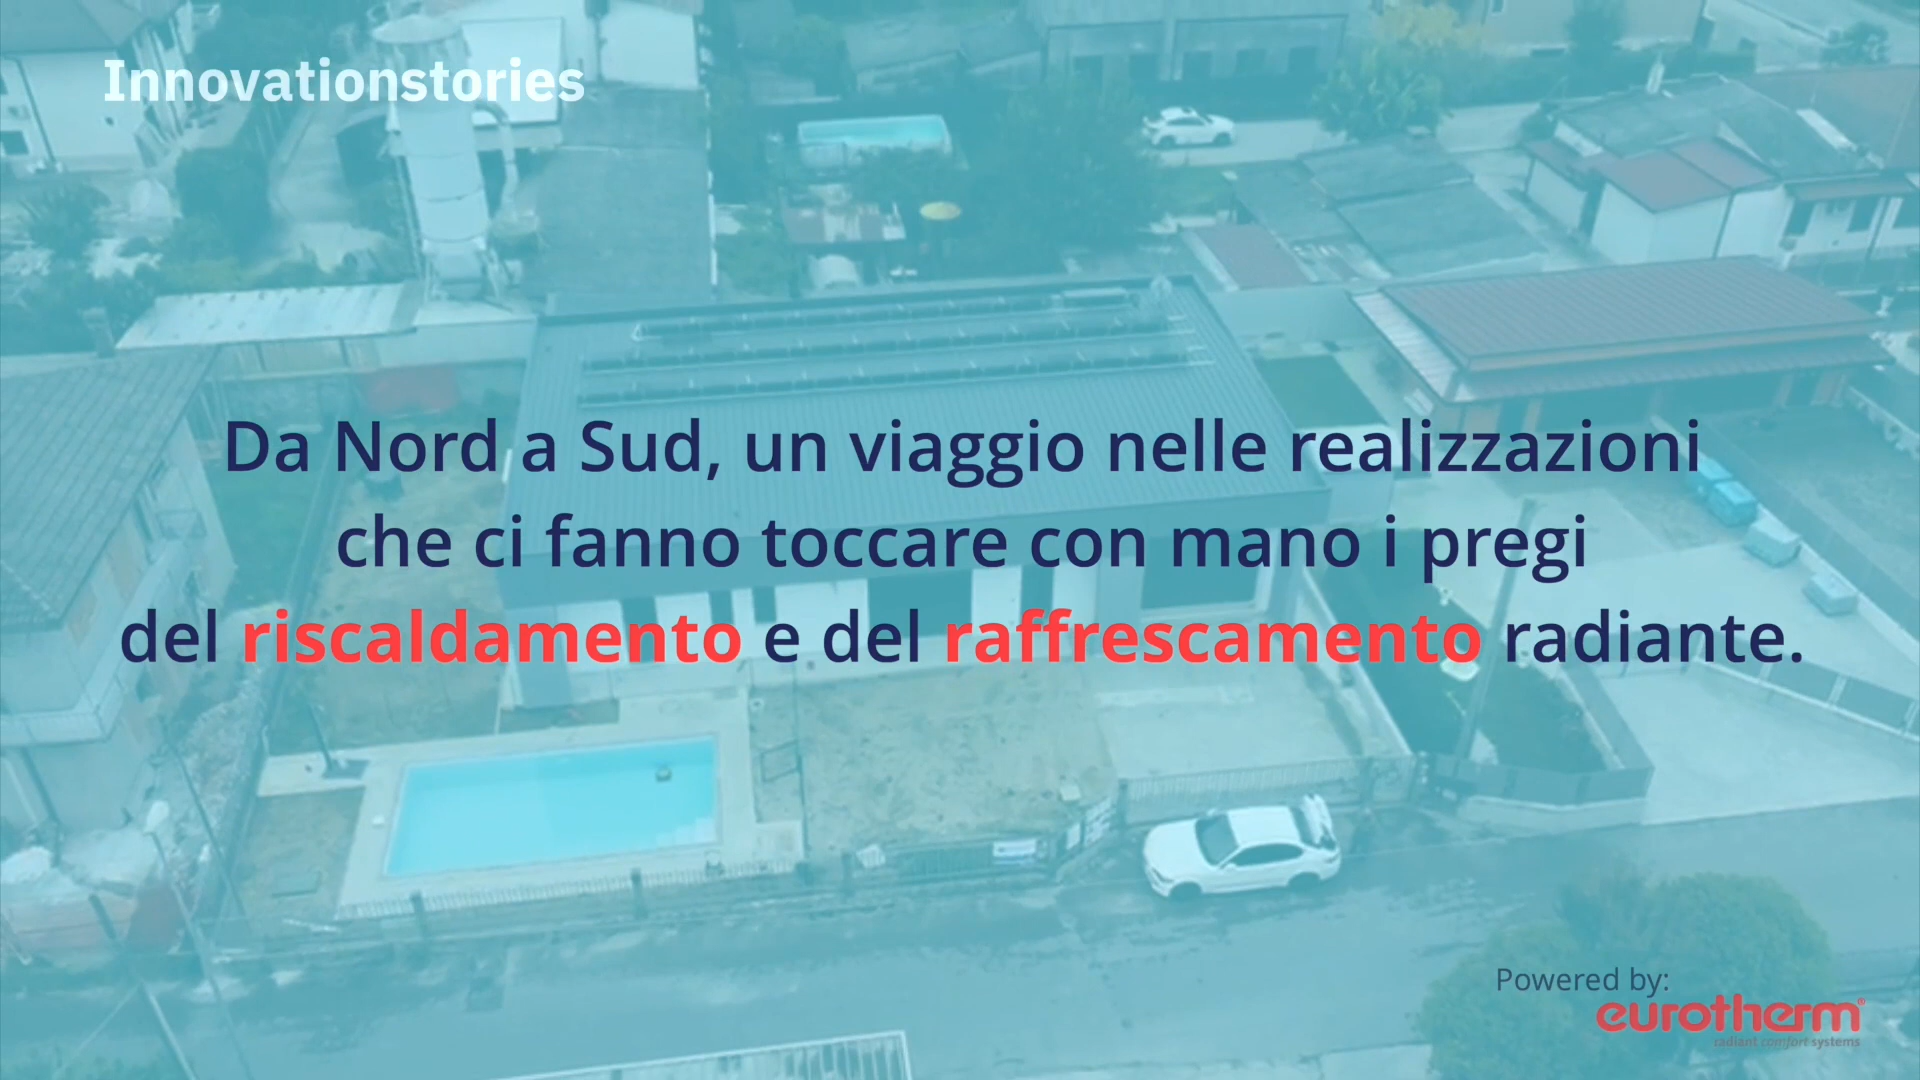 Innovationstories
Da Nord a Sud, un viaggio nelle realizzazioni
che ci fanno toccare con mano i pregi
del riscaldamento e del raffrescamento radiante.
Powered by:
eurotherm®
radiant comfort systems